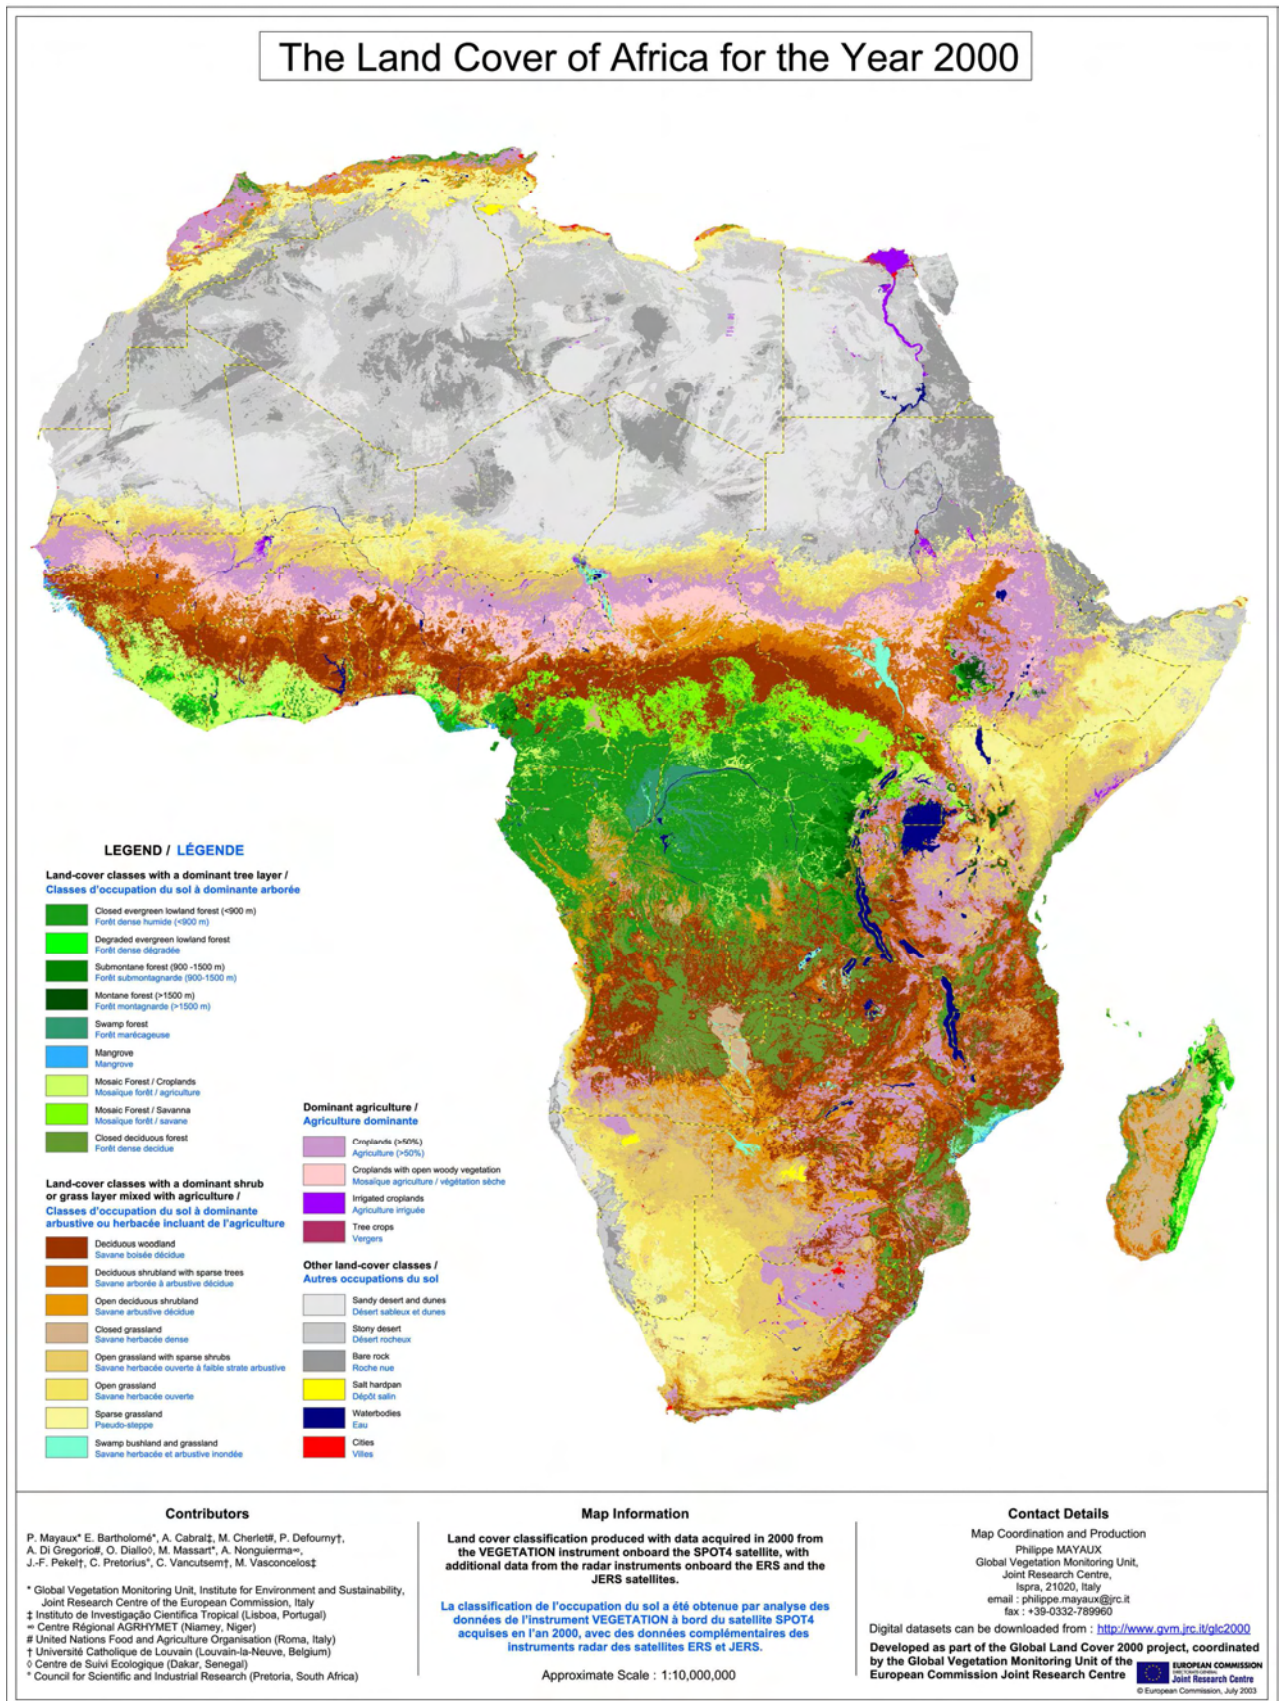 The Land Cover of Africa for the Year 2000
LEGEND / LÉGENDE
Land-cover classes with a dominant tree layer /
Classes d'occupation du sol à dominante arborée
Closed evergreen lowland forest (<900 m)
Forêt dense humide (<900 m)
Degraded evergreen lowland forest
Forêt dense dégradée
Submontane forest (900 -1500 m)
Forêt submontagnarde (900-1500 m)
Montane forest (>1500 m)
Forêt montagnarde (>1500 m)
Swamp forest
Forêt marécageuse
Mangrove
Mangrove
Mosaic Forest / Croplands
Mosaïque forêt / agriculture
Mosaic Forest / Savanna
Mosaïque forêt / savane
Closed deciduous forest
Forêt dense decidue
Land-cover classes with a dominant shrub
or grass layer mixed with agriculture /
Classes d'occupation du sol à dominante
arbustive ou herbacée incluant de l'agriculture
Deciduous woodland
Savane boisée décidue
Deciduous shrubland with sparse trees
Savane arborée à arbustive décidue
Open deciduous shrubland
Savane arbustive décidue
Closed grassland
Savane herbacée dense
Open grassland with sparse shrubs
Savane herbacée ouverte à faible strate arbustive
Open grassland
Savane herbacée ouverte
Sparse grassland
Pseudo-steppe
Swamp bushland and grassland
Savane herbacée et arbustive inondée
Dominant agriculture /
Agriculture dominante
Croplands (>50%)
Agriculture (>50%)
Croplands with open woody vegetation
Mosaïque agriculture / végétation sèche
Irrigated croplands
Agriculture irriguée
Tree crops
Vergers
Other land-cover classes /
Autres occupations du sol
Sandy desert and dunes
Désert sableux et dunes
Stony desert
Désert rocheux
Bare rock
Roche nue
Salt hardpan
Dépôt salin
Waterbodies
Eau
Cities
Villes
Contributors
P. Mayaux* E. Bartholomé*, A. Cabral‡, M. Cherlet#, P. Defourny†,
A. Di Gregorio#, O. Diallo◊, M. Massart*, A. Nonguierma∞,
J.-F. Pekel†, C. Pretorius°, C. Vancutsem†, M. Vasconcelos‡
* Global Vegetation Monitoring Unit, Institute for Environment and Sustainability,
Joint Research Centre of the European Commission, Italy
‡ Instituto de Investigação Cientifica Tropical (Lisboa, Portugal)
∞ Centre Régional AGRHYMET (Niamey, Niger)
# United Nations Food and Agriculture Organisation (Roma, Italy)
† Université Catholique de Louvain (Louvain-la-Neuve, Belgium)
◊ Centre de Suivi Ecologique (Dakar, Senegal)
° Council for Scientific and Industrial Research (Pretoria, South Africa)
Map Information
Land cover classification produced with data acquired in 2000 from
the VEGETATION instrument onboard the SPOT4 satellite, with
additional data from the radar instruments onboard the ERS and the
JERS satellites.
La classification de l'occupation du sol a été obtenue par analyse des
données de l'instrument VEGETATION à bord du satellite SPOT4
acquises en l'an 2000, avec des données complémentaires des
instruments radar des satellites ERS et JERS.
Approximate Scale : 1:10,000,000
Contact Details
Map Coordination and Production
Philippe MAYAUX
Global Vegetation Monitoring Unit,
Joint Research Centre,
Ispra, 21020, Italy
email : philippe.mayaux@jrc.it
fax : +39-0332-789960
Digital datasets can be downloaded from : http://www.gvm.jrc.it/glc2000
Developed as part of the Global Land Cover 2000 project, coordinated
by the Global Vegetation Monitoring Unit of the
European Commission Joint Research Centre
EUROPEAN COMMISSION
DIRECTORATE-GENERAL
Joint Research Centre
© European Commission, July 2003